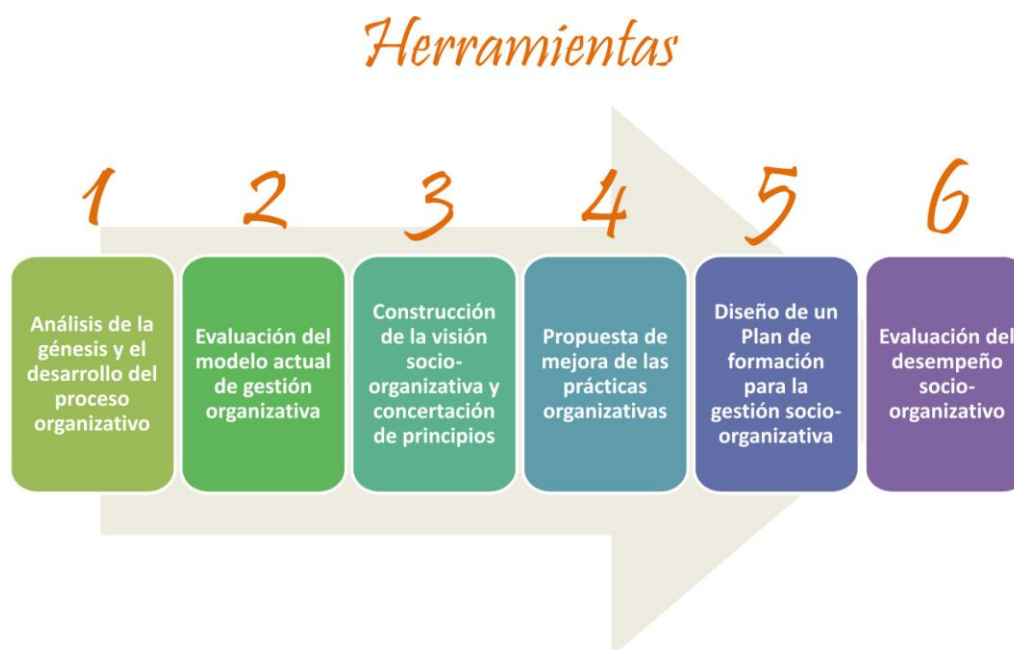 Herramientas
1
2
3
4
5
6
Análisis de la
génesis y el
desarrollo del
proceso
organizativo
Evaluación del
modelo actual
de gestión
organizativa
Construcción
de la visión
socio-
organizativa y
concertación
de principios
Propuesta de
mejora de las
prácticas
organizativas
Diseño de un
Plan de
formación
para la
gestión socio-
organizativa
Evaluación del
desempeño
socio-
organizativo